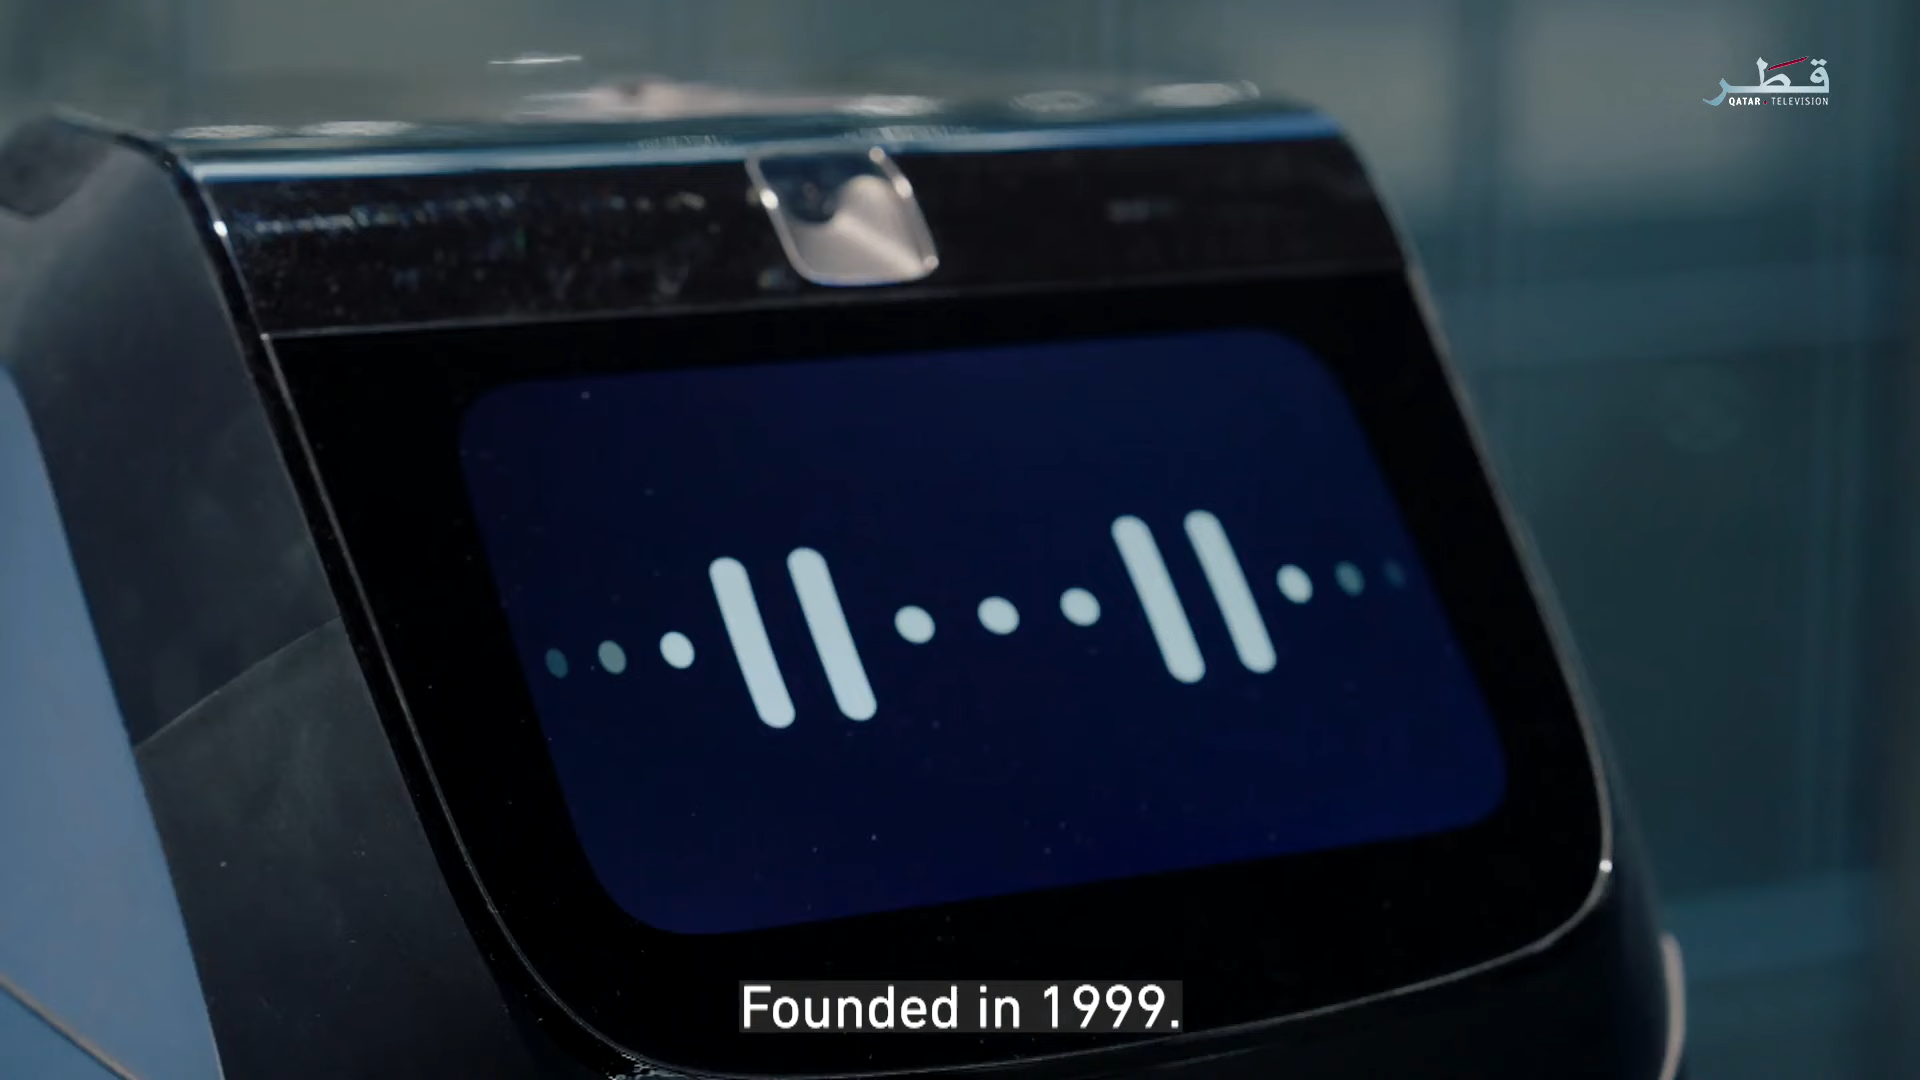 قطر
QATAR TELEVISION
Founded in 1999.